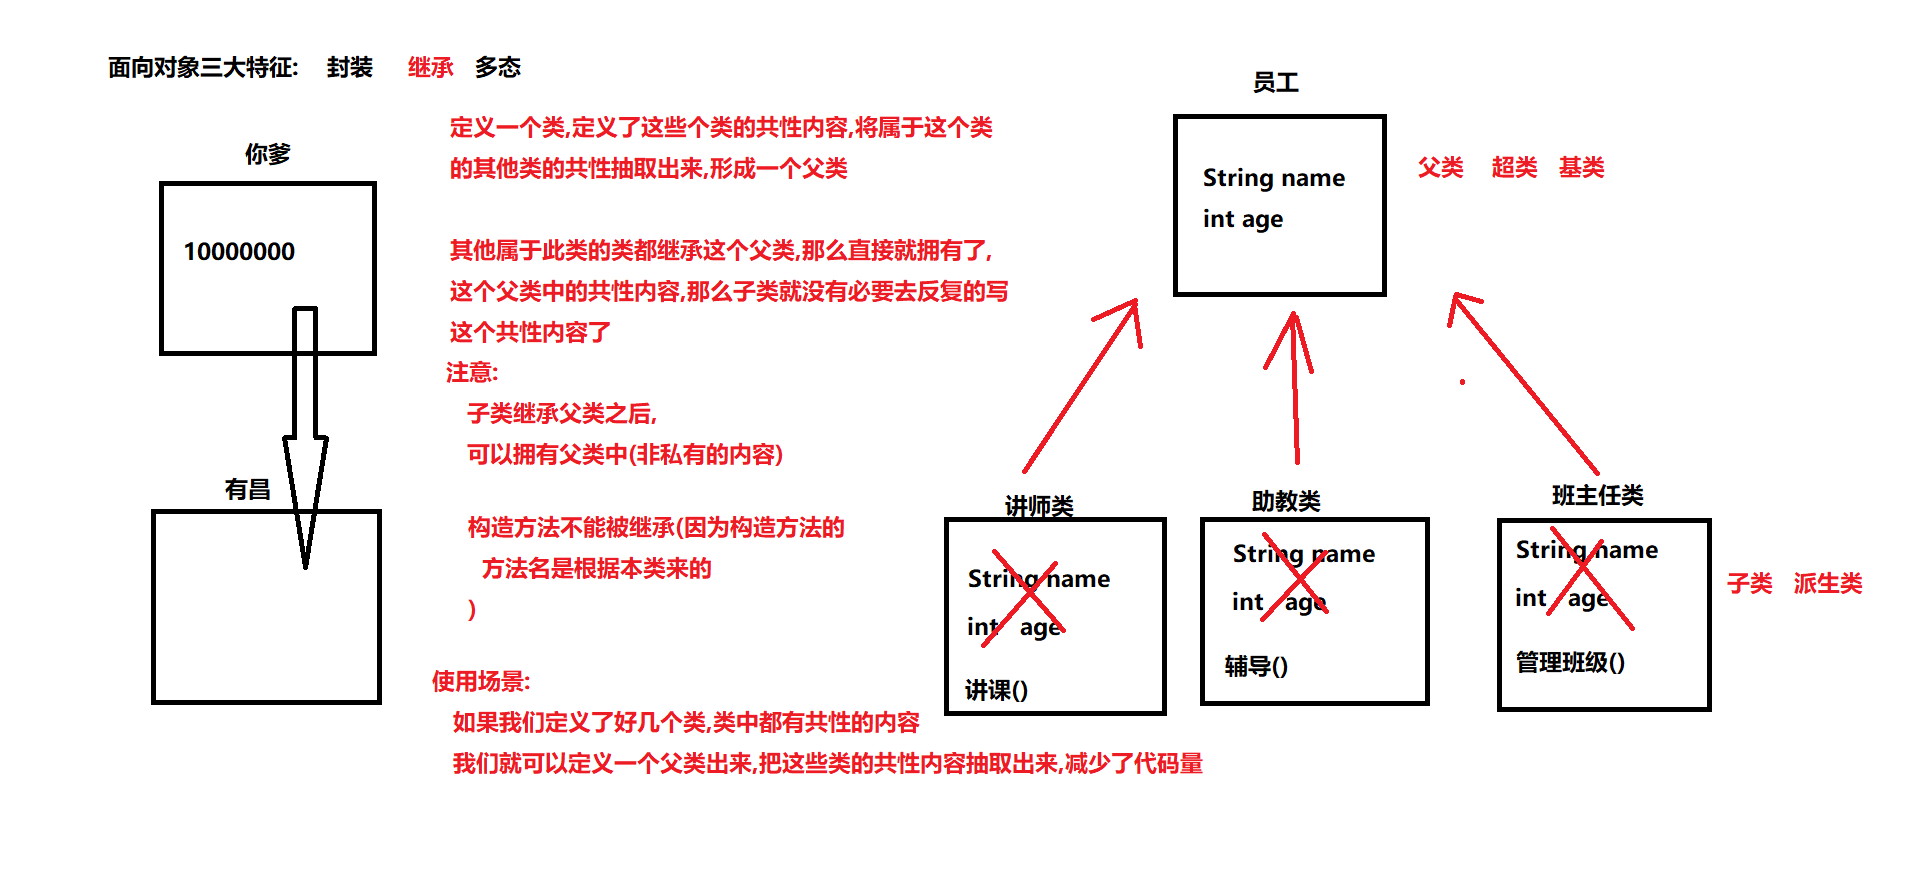 面向对象三大特征: 封装 继承 多态
你爹
10000000
有昌
定义一个类,定义了这些个类的共性内容,将属于这个类
的其他类的共性抽取出来,形成一个父类
其他属于此类的类都继承这个父类,那么直接就拥有了,
这个父类中的共性内容,那么子类就没有必要去反复的写
这个共性内容了
注意:
子类继承父类之后,
可以拥有父类中(非私有的内容)
构造方法不能被继承(因为构造方法的
方法名是根据本类来的
)
使用场景:
如果我们定义了好几个类,类中都有共性的内容
我们就可以定义一个父类出来,把这些类的共性内容抽取出来,减少了代码量
员工
String name
int age
父类 超类 基类
讲师类
String name
int age
讲课()
助教类
String name
int age
辅导()
班主任类
String name
int age
管理班级()
子类 派生类